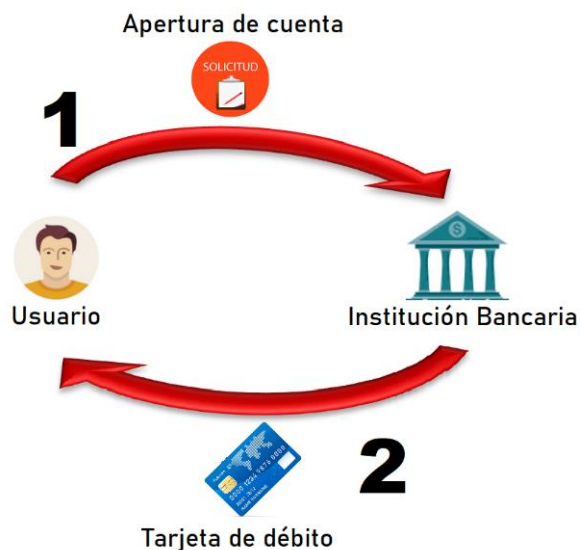 Apertura de cuenta
SOLICITUD
1
Usuario
$
Institución Bancaria
2
Tarjeta de débito